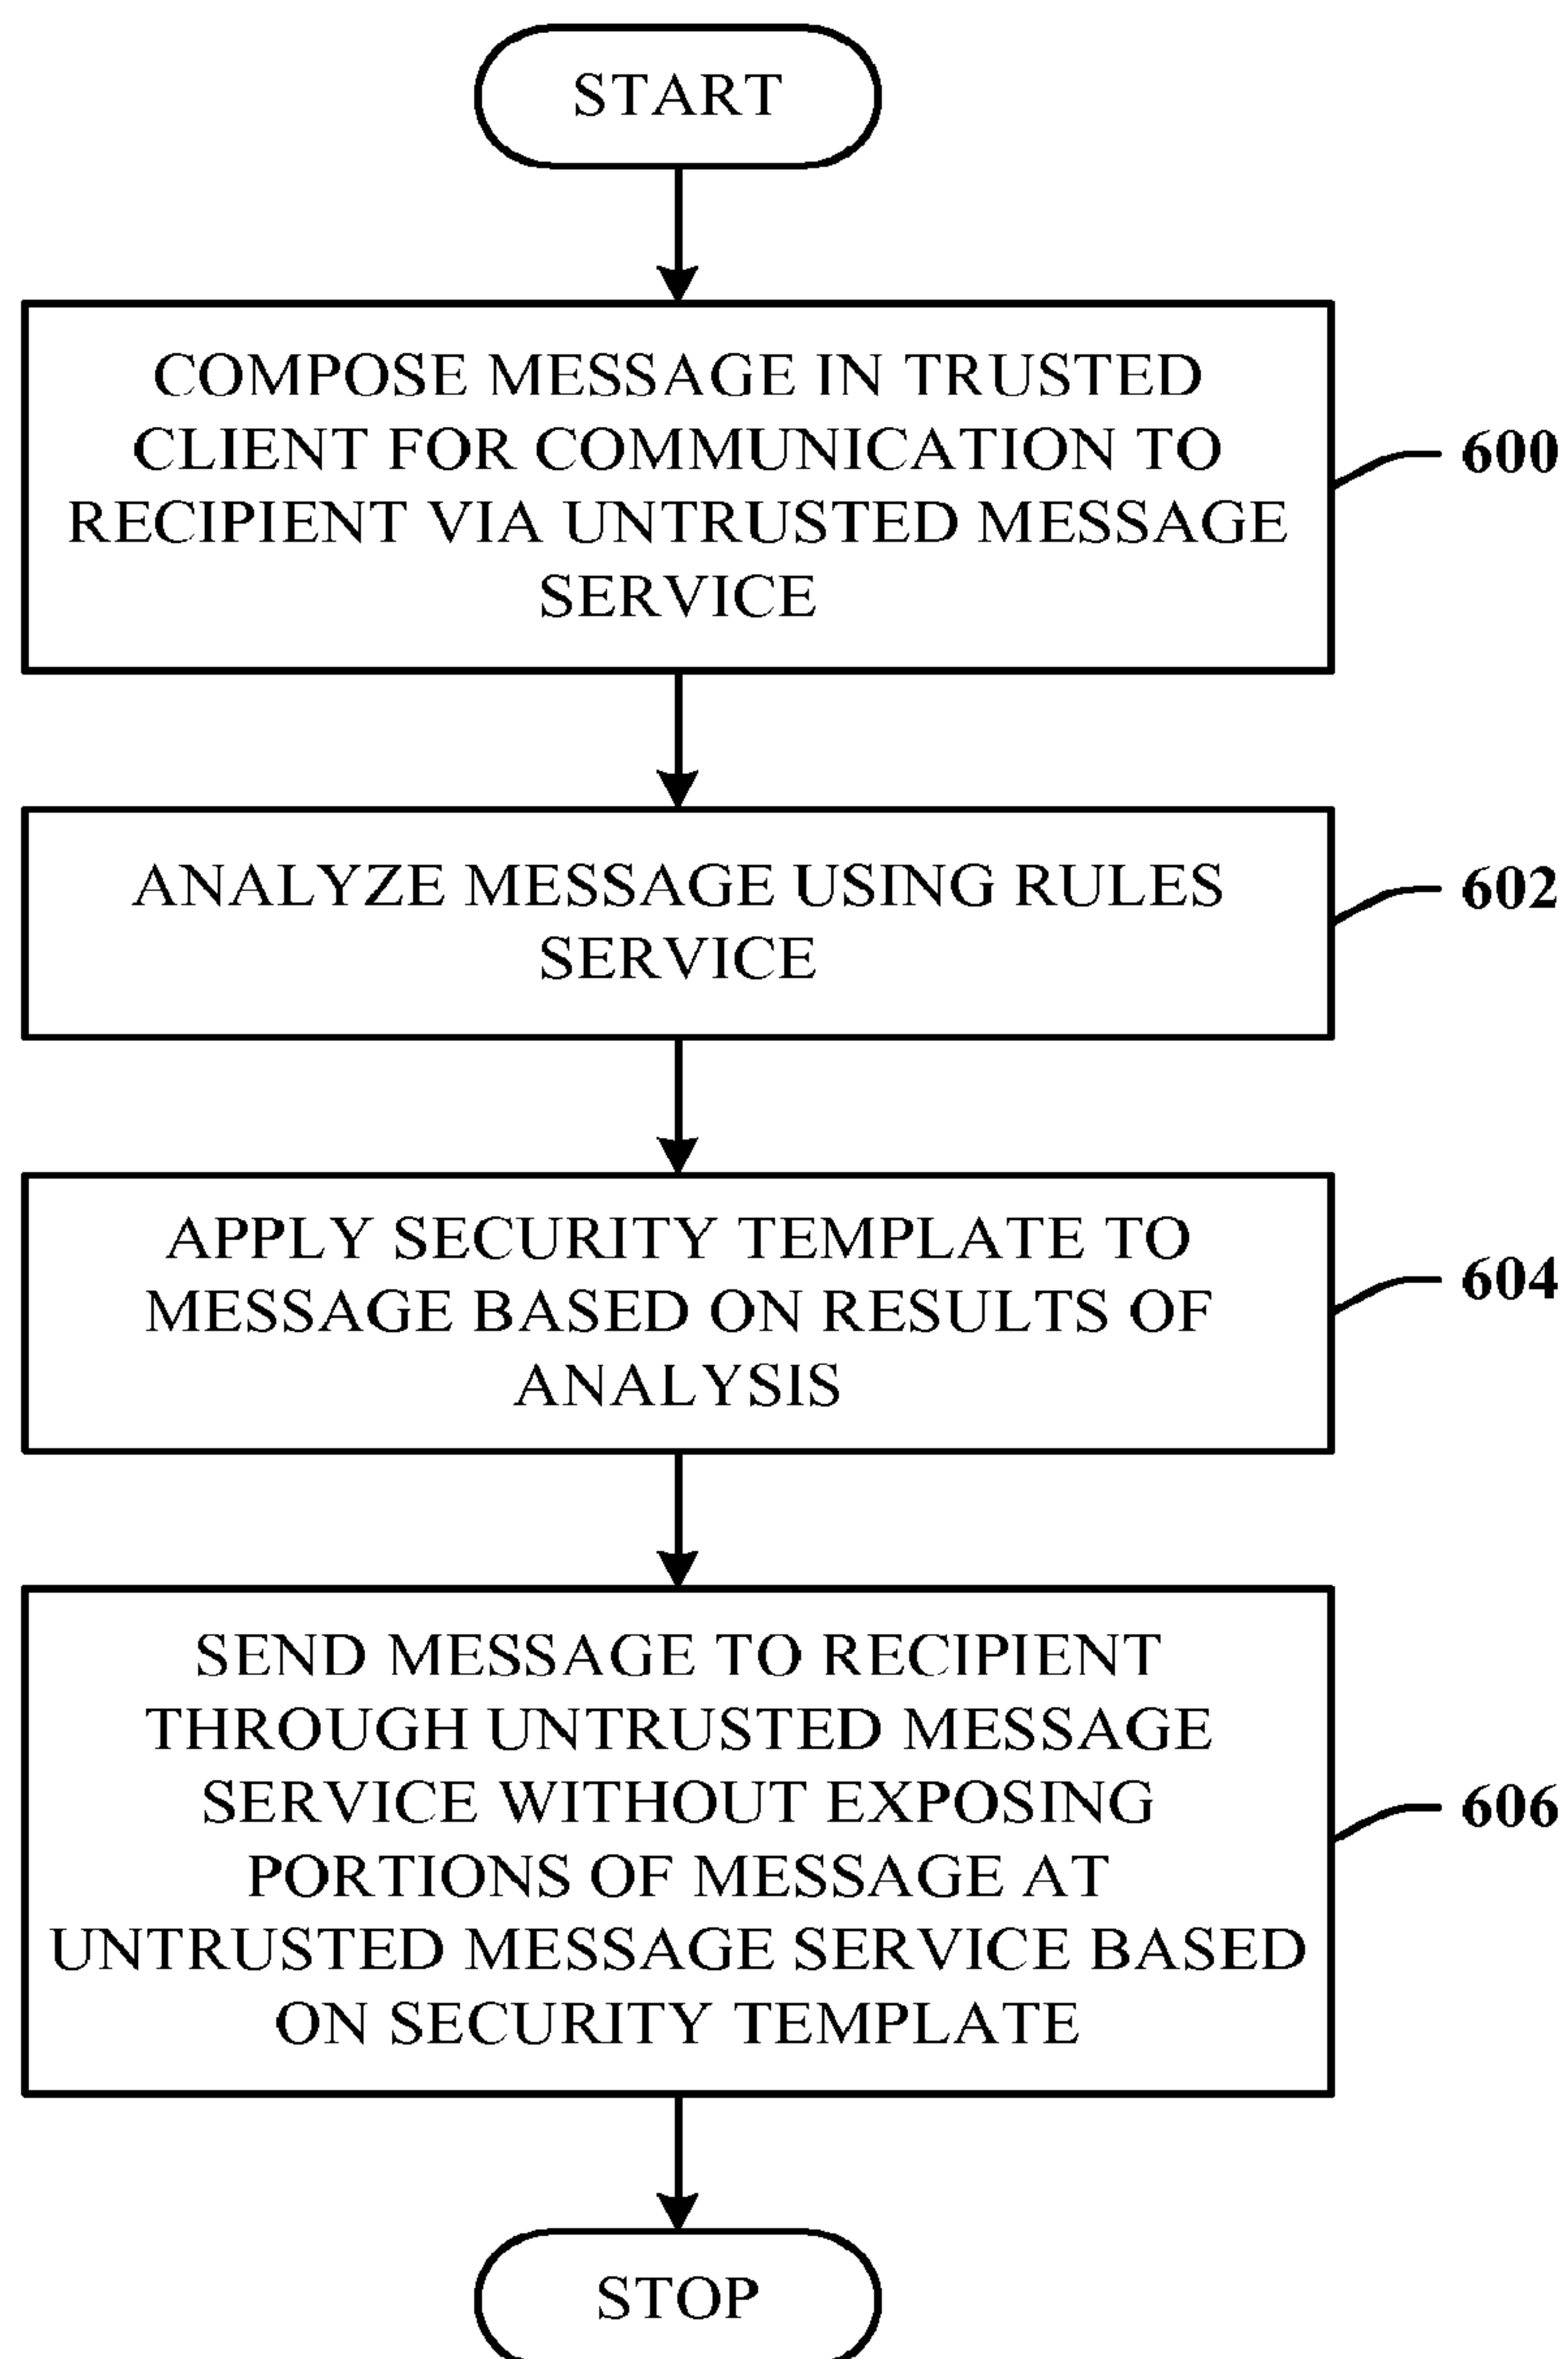 START
COMPOSE MESSAGE IN TRUSTED
CLIENT FOR COMMUNICATION TO
RECIPIENT VIA UNTRUSTED MESSAGE
SERVICE
600
ANALYZE MESSAGE USING RULES
SERVICE
602
APPLY SECURITY TEMPLATE TO
MESSAGE BASED ON RESULTS OF
ANALYSIS
604
SEND MESSAGE TO RECIPIENT
THROUGH UNTRUSTED MESSAGE
SERVICE WITHOUT EXPOSING
PORTIONS OF MESSAGE AT
UNTRUSTED MESSAGE SERVICE BASED
ON SECURITY TEMPLATE
606
STOP